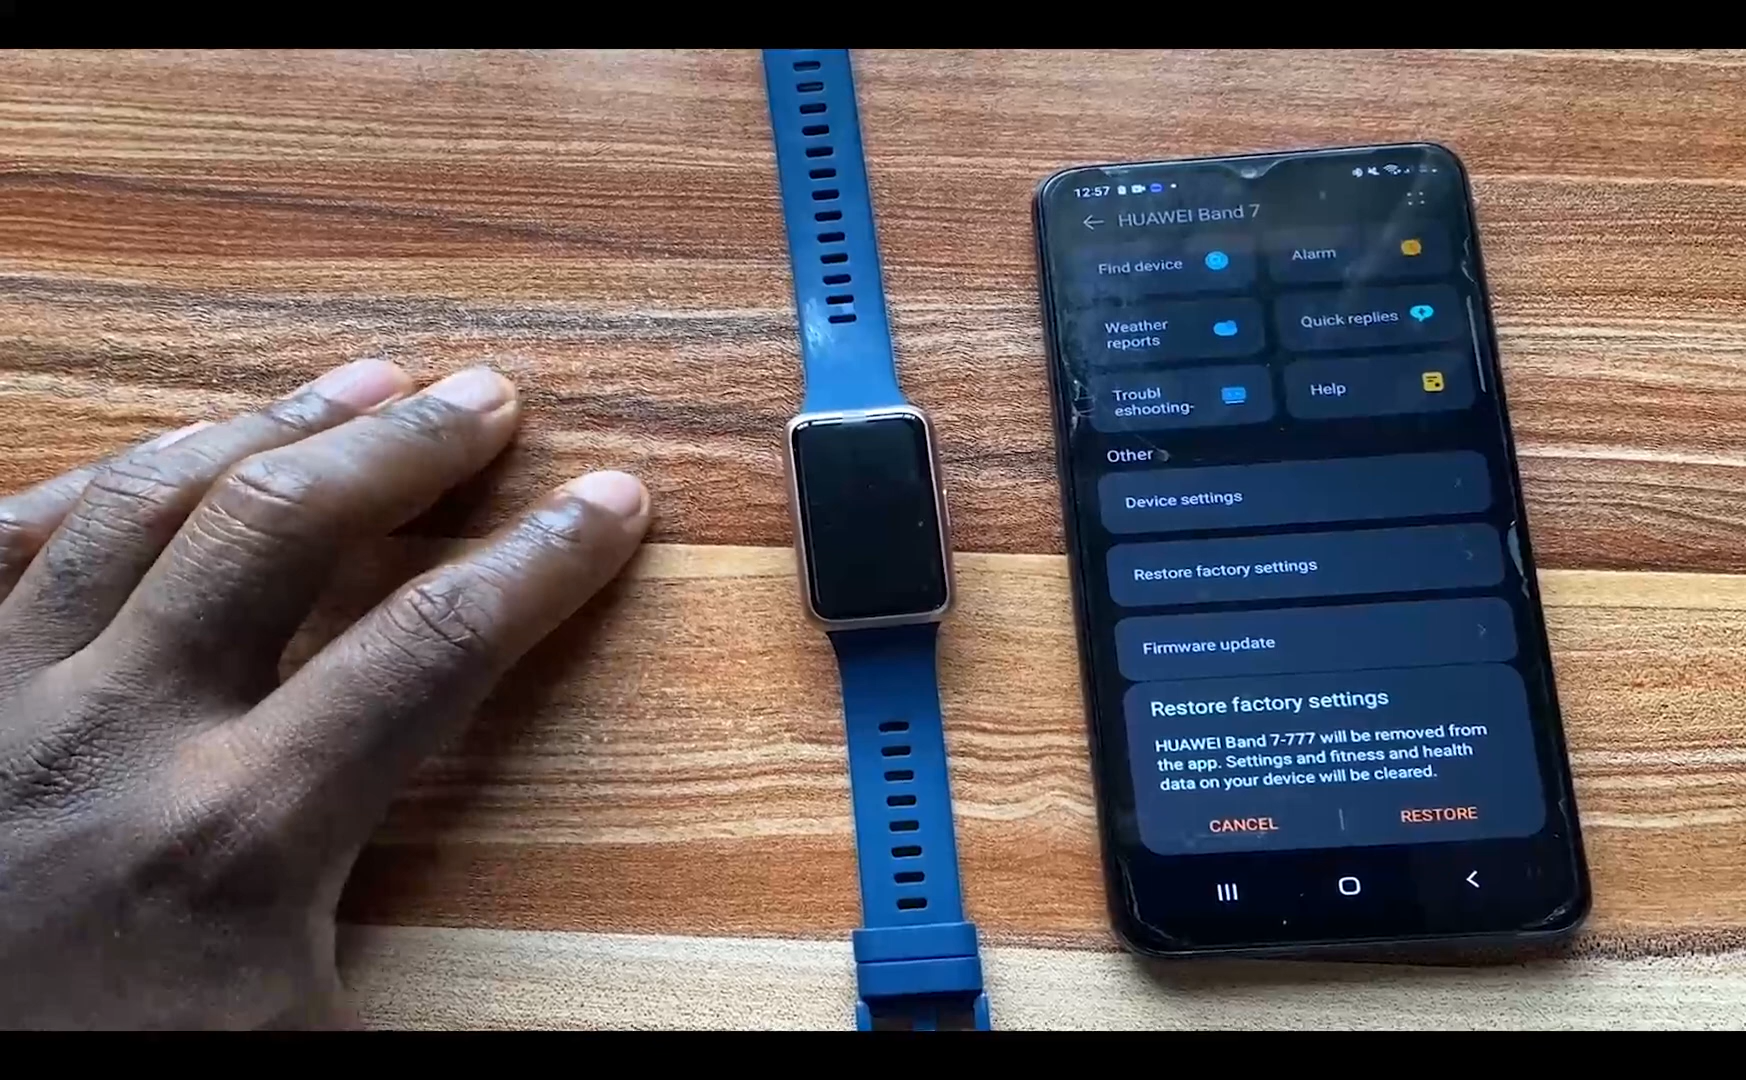 12:57
HUAWEI Band 7
Find device
Alarm
Weather
reports
Quick replies
Troubl
eshooting-
Help
Other
Device settings
Restore factory settings
Firmware update
Restore factory settings
HUAWEI Band 7-777 will be removed from
the app. Settings and fitness and health
data on your device will be cleared.
CANCEL
RESTORE